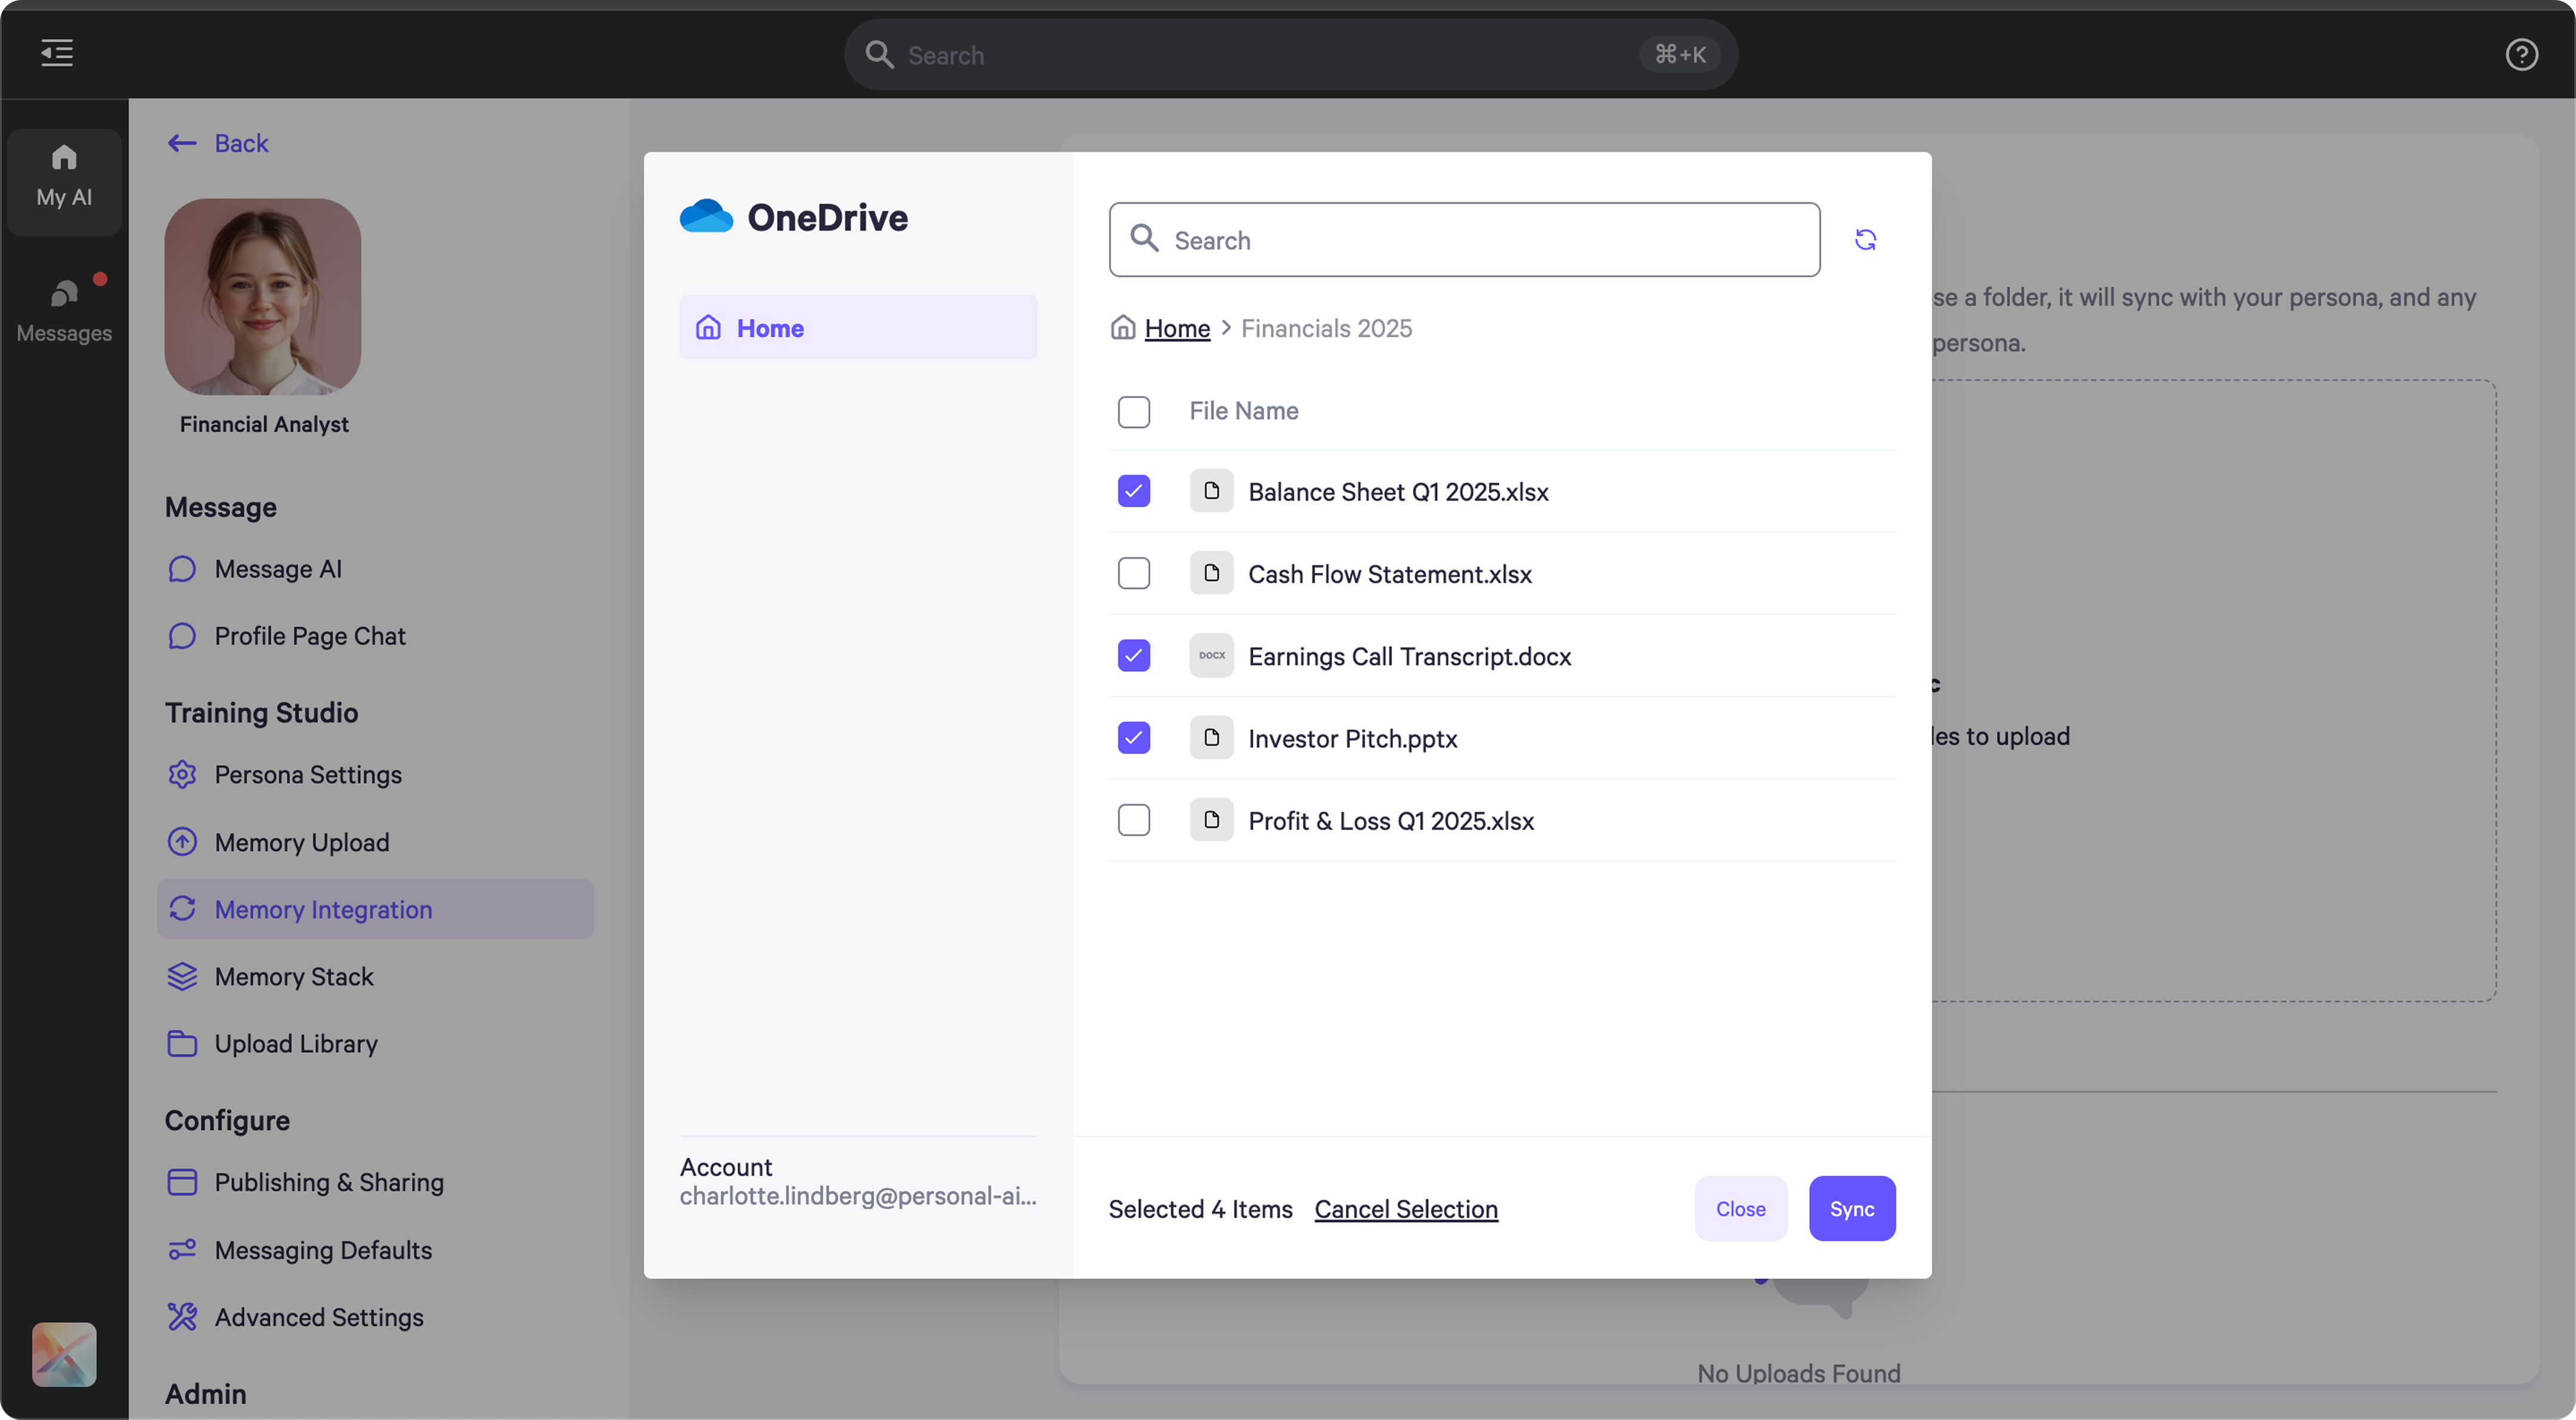 Search
⌘+K
My AI
Messages
Back
Financial Analyst
Message
Message AI
Profile Page Chat
Training Studio
Persona Settings
Memory Upload
Memory Integration
Memory Stack
Upload Library
Configure
Publishing & Sharing
Messaging Defaults
Advanced Settings
Admin
OneDrive
Home
Account
charlotte.lindberg@personal-ai...
Search
Home > Financials 2025
File Name
Balance Sheet Q1 2025.xlsx
Cash Flow Statement.xlsx
DOCX Earnings Call Transcript.docx
Investor Pitch.pptx
Profit & Loss Q1 2025.xlsx
Selected 4 Items Cancel Selection
Close
Sync
a folder, it will sync with your persona, and any
persona.
to upload
No Uploads Found